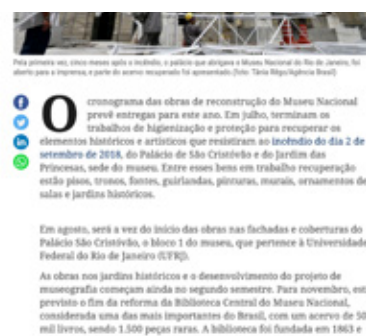 Pela primeira vez, cinco meses após o incêndio, o palácio que abrigava o Museu Nacional do Rio de Janeiro, foi
aberto para a imprensa, e parte do acervo recuperado foi apresentado (foto: Tânia Rêgo/Agência Brasil)
O cronograma das obras de reconstrução do Museu Nacional
prevê entregas para este ano. Em julho, terminam os
trabalhos de higienização e proteção para recuperar os
elementos históricos e artísticos que resistiram ao incêndio do dia 2 de
setembro de 2018, do Palácio de São Cristóvão e do Jardim das
Princesas, sede do museu. Entre esses bens em trabalho recuperação
estão pisos, tronos, fontes, guirlandas, pinturas, murais, ornamentos de
salas e jardins históricos.
Em agosto, será a vez do início das obras nas fachadas e coberturas do
Palácio São Cristóvão, o bloco 1 do museu, que pertence à Universidade
Federal do Rio de Janeiro (UFRJ).
As obras nos jardins históricos e o desenvolvimento do projeto de
museografia começam ainda no segundo semestre. Para novembro, est
previsto o fim da reforma da Biblioteca Central do Museu Nacional,
considerada uma das mais importantes do Brasil, com um acervo de 50
mil livros, sendo 1.500 peças raras. A biblioteca foi fundada em 1863 e